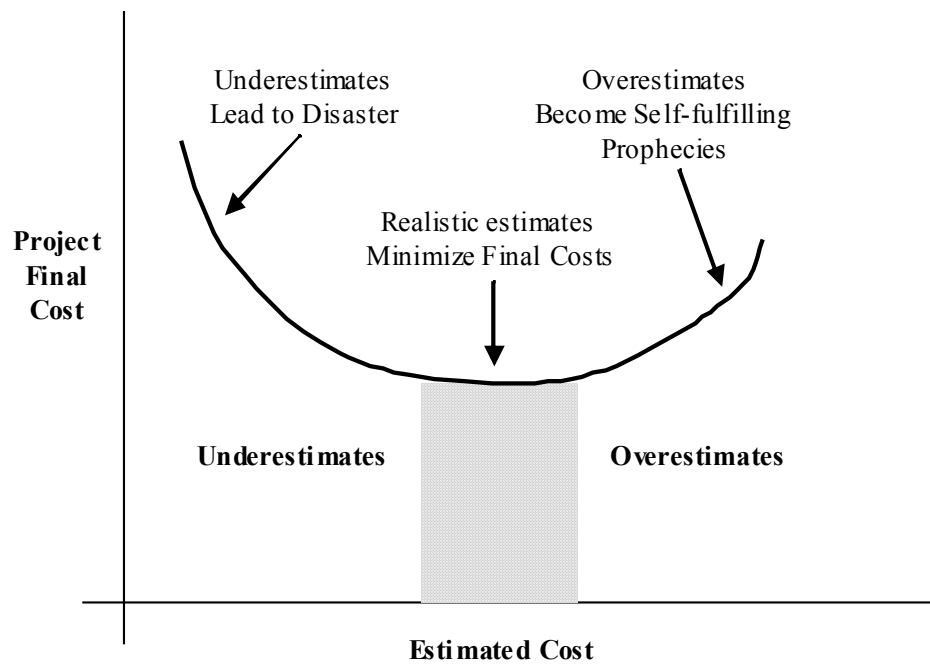 Underestimates
Lead to Disaster
Overestimates
Become Self-fulfilling
Prophecies
Realistic estimates
Minimize Final Costs
Project
Final
Cost
Underestimates
Overestimates
Estimated Cost